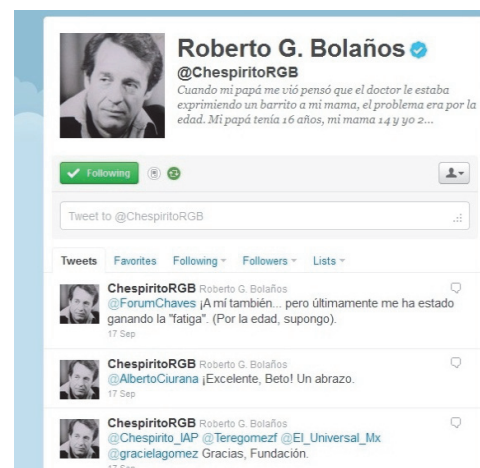 Roberto G. Bolaños
@ChespiritoRGB
Cuando mi papá me vió pensó que el doctor le estaba
exprimiendo un barrito a mi mama, el problema era por la
edad. Mi papá tenía 16 años, mi mama 14 y yo 2...
Following
Tweet to @ChespiritoRGB
Tweets Favorites Following Followers Lists
ChespiritoRGB Roberto G. Bolaños
@ForumChaves ¡A mí también... pero últimamente me ha estado
ganando la "fatiga". (Por la edad, supongo).
17 Sep
ChespiritoRGB Roberto G. Bolaños
@AlbertoCiurana ¡Excelente, Beto! Un abrazo.
17 Sep
ChespiritoRGB Roberto G. Bolaños
@Chespirito_IAP @Teregomezf @El_Universal_Mx
@gracielagomez Gracias, Fundación.
17 Sep